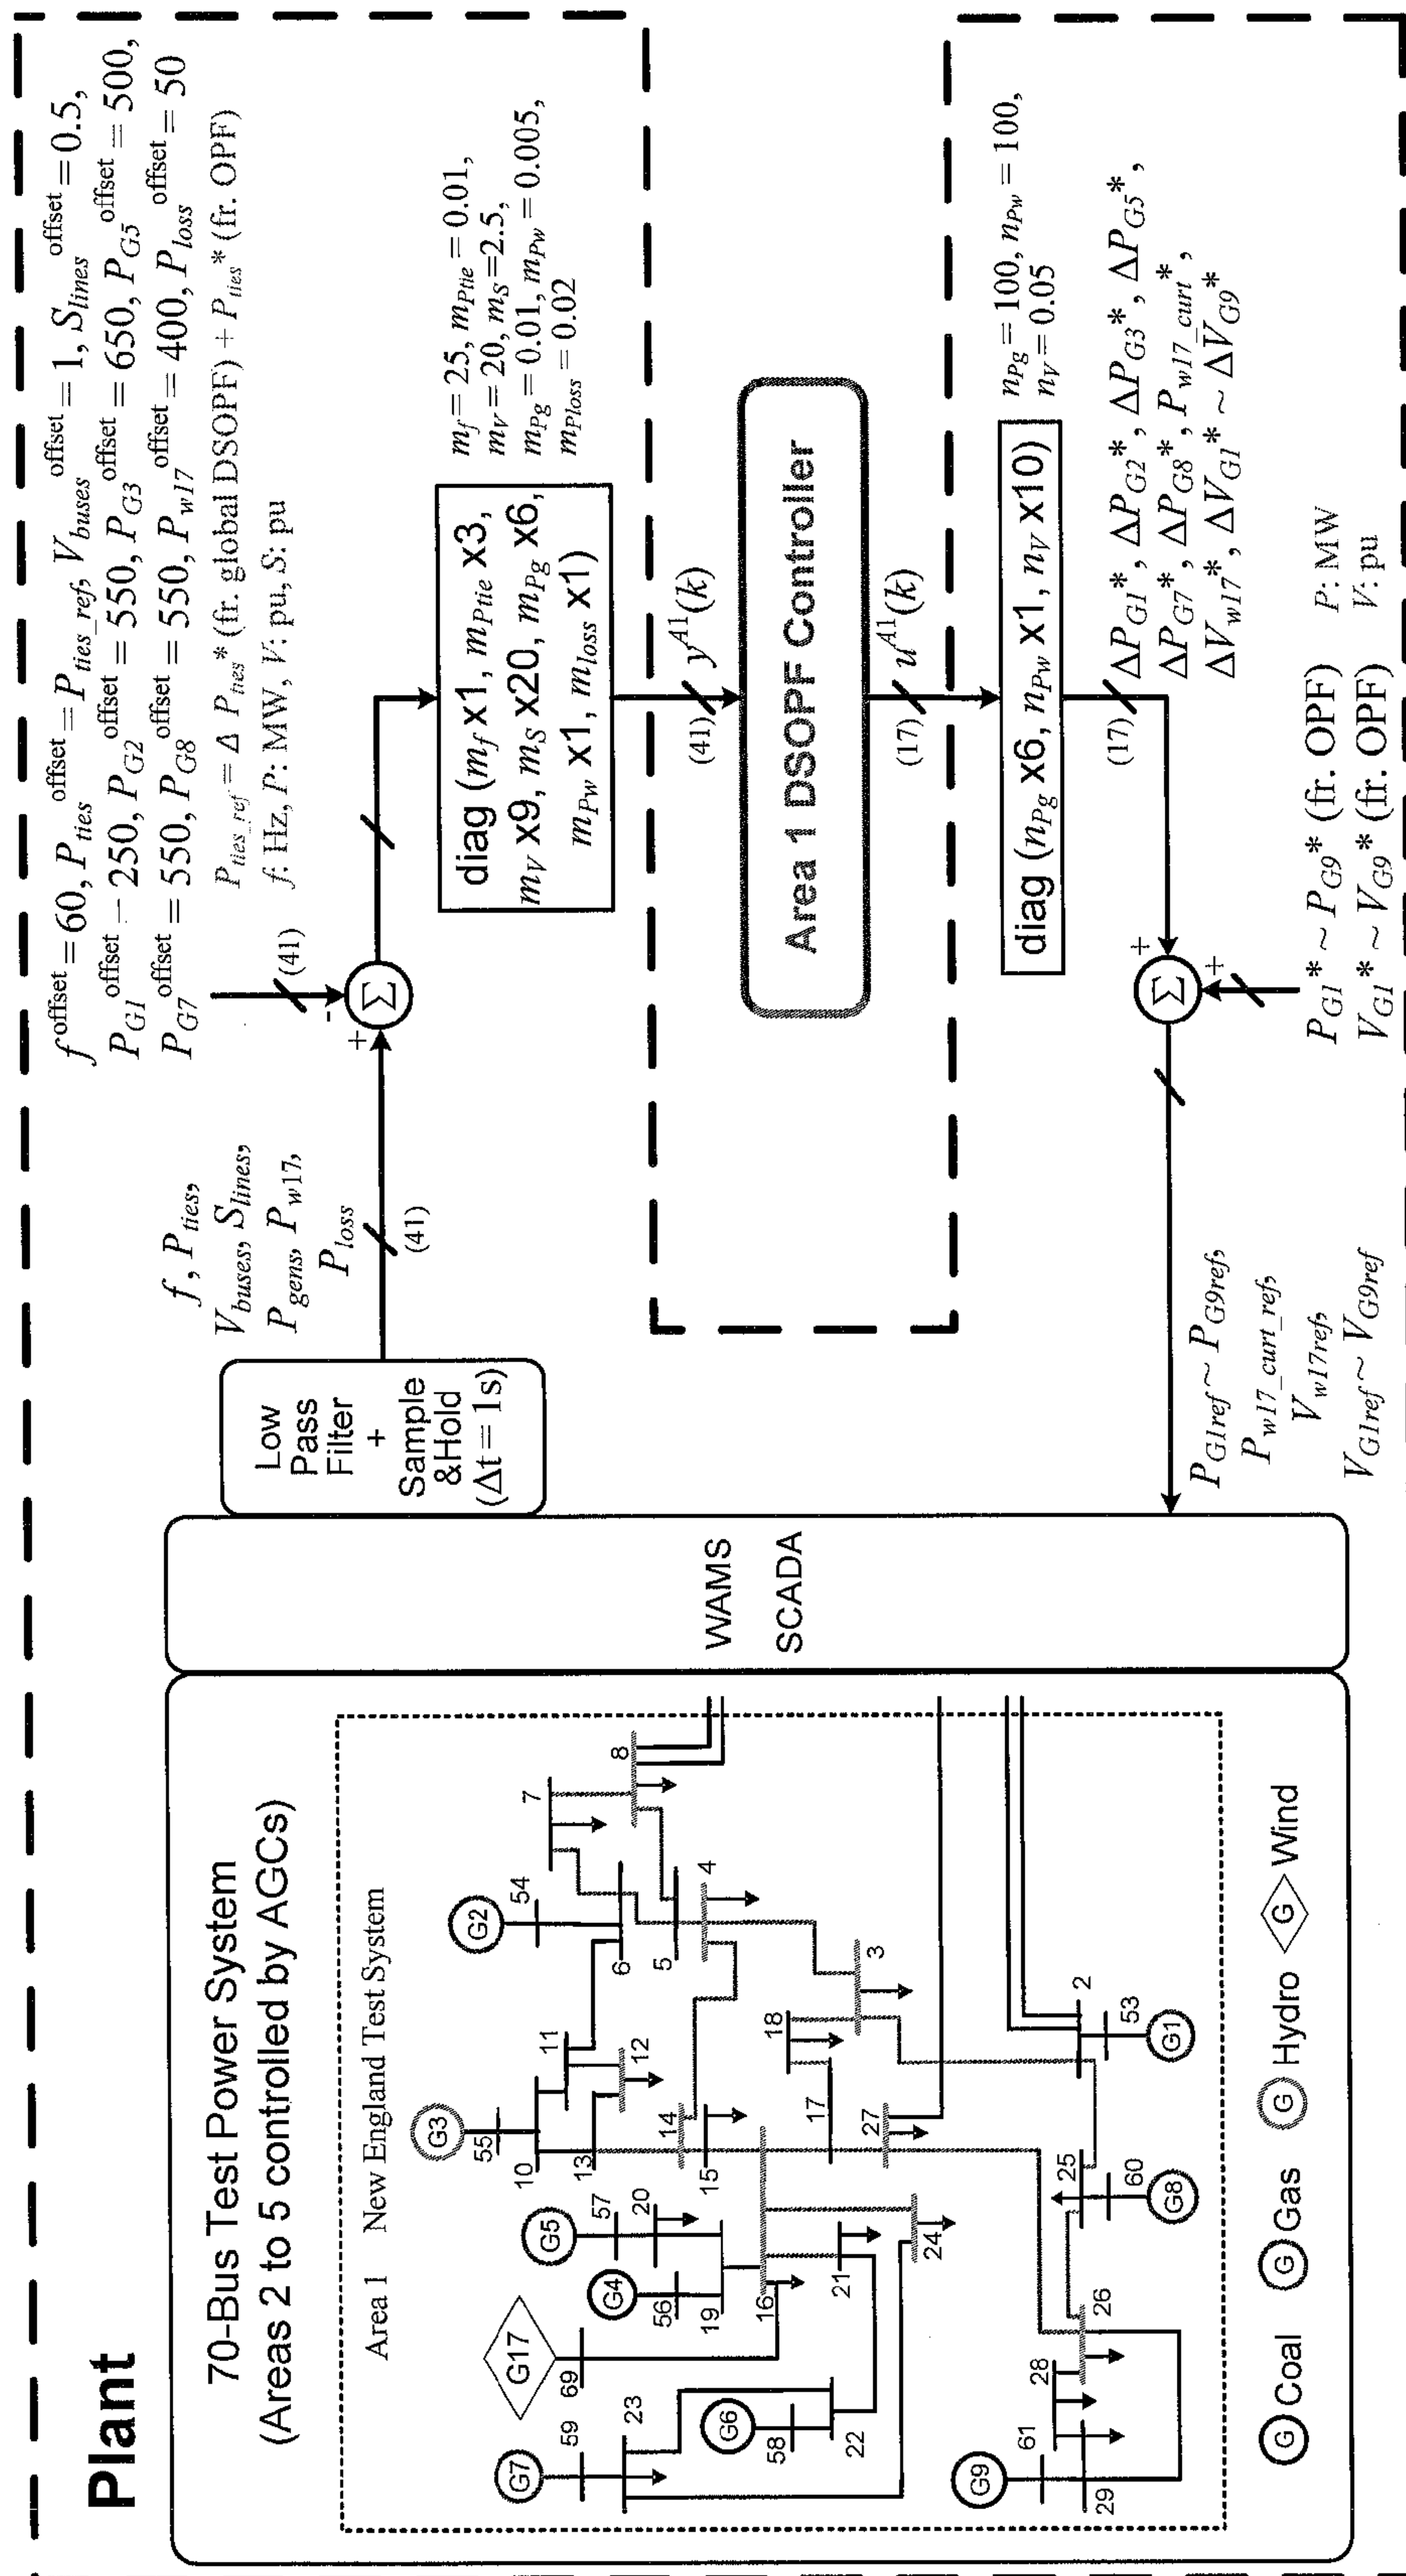 Plant
70-Bus Test Power System
(Areas 2 to 5 controlled by AGCs)
Area 1 New England Test System
G7
59
23
G6
58
22
G17
69
G4
56
19
G5
57
20
16
21
24
G3
55
10
13
11
12
14
15
17
18
27
G2
54
6
5
4
7
8
3
2
53
G1
25
60
G8
26
28
61
29
G9
G Coal G Gas G Hydro G Wind
WAMS
SCADA
Low
Pass
Filter
+
Sample
&Hold
(Δt = 1s)
f, P_ties,
V_buses, S_lines,
P_gens, P_w17,
P_loss
(41)
f^offset = 60, P_ties^offset = P_ties_ref, V_buses^offset = 1, S_lines^offset = 0.5,
P_G1^offset = 250, P_G2^offset = 550, P_G3^offset = 650, P_G5^offset = 500,
P_G7^offset = 550, P_G8^offset = 550, P_w17^offset = 400, P_loss^offset = 50
P_ties_ref = Δ P_ties* (fr. global DSOPF) + P_ties* (fr. OPF)
f: Hz, P: MW, V: pu, S: pu
(41)
-
+
Σ
diag (m_f x1, m_Ptie x3,
m_V x9, m_S x20, m_Pg x6,
m_Pw x1, m_loss x1)
m_f = 25, m_Ptie = 0.01,
m_V = 20, m_S =2.5,
m_Pg = 0.01, m_Pw = 0.005,
m_Ploss = 0.02
(41)
y^A1(k)
Area 1 DSOPF Controller
(17)
u^A1(k)
diag (n_Pg x6, n_Pw x1, n_V x10)
n_Pg = 100, n_Pw = 100,
n_V = 0.05
(17)
ΔP_G1*, ΔP_G2*, ΔP_G3*, ΔP_G5*,
ΔP_G7*, ΔP_G8*, P_w17_curt*,
ΔV_w17*, ΔV_G1* ~ ΔV_G9*
+
Σ
+
P_G1* ~ P_G9* (fr. OPF) P: MW
V_G1* ~ V_G9* (fr. OPF) V: pu
P_G1ref ~ P_G9ref,
P_w17_curt_ref,
V_w17ref,
V_G1ref ~ V_G9ref